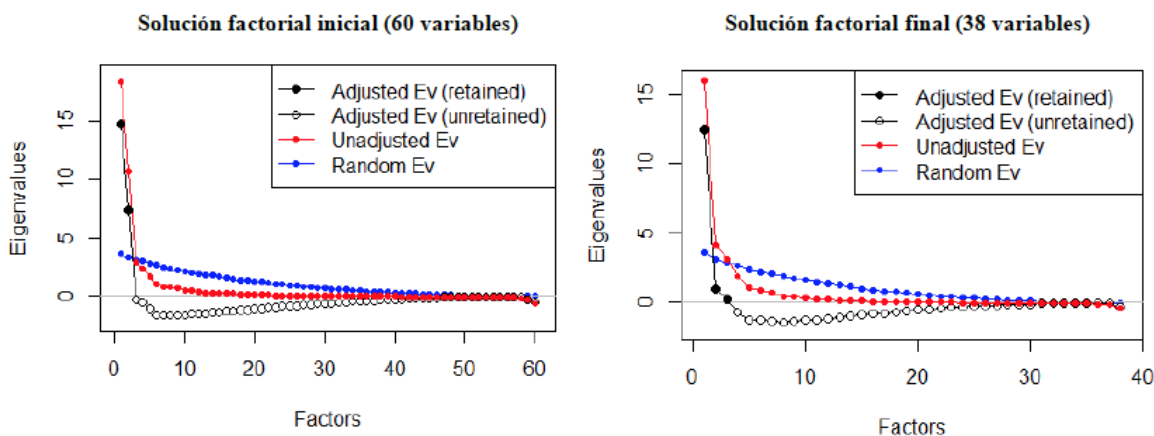 Solución factorial inicial (60 variables)
Eigenvalues
15
10
5
0
Adjusted Ev (retained)
Adjusted Ev (unretained)
Unadjusted Ev
Random Ev
0 10 20 30 40 50 60
Factors
Solución factorial final (38 variables)
Eigenvalues
15
10
5
0
Adjusted Ev (retained)
Adjusted Ev (unretained)
Unadjusted Ev
Random Ev
0 10 20 30 40
Factors